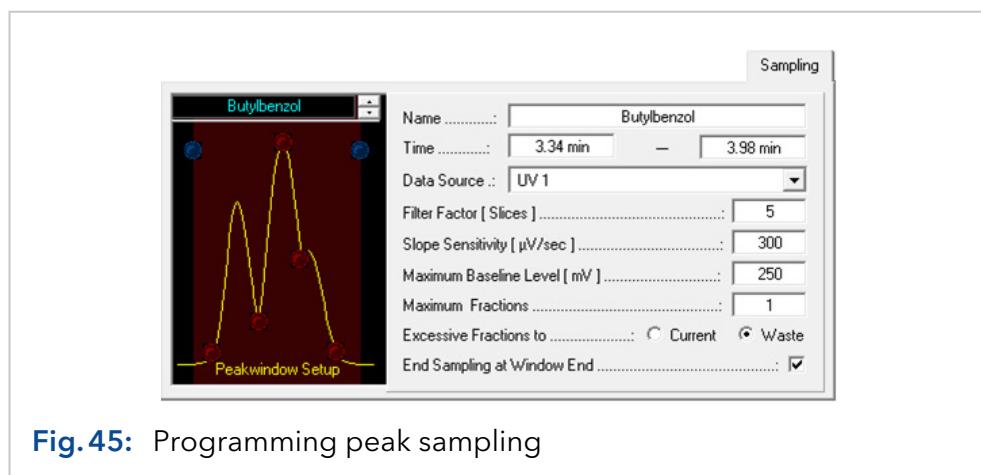 Sampling
Butylbenzol
Peakwindow Setup
Name ...........: Butylbenzol
Time ............: 3.34 min – 3.98 min
Data Source .: UV 1
Filter Factor [ Slices ] ..................................................: 5
Slope Sensitivity [ µV/sec ] .......................................: 300
Maximum Baseline Level [ mV ] ................................: 250
Maximum Fractions ...................................................: 1
Excessive Fractions to ......................: Current Waste
End Sampling at Window End ................................................:
Fig. 45: Programming peak sampling